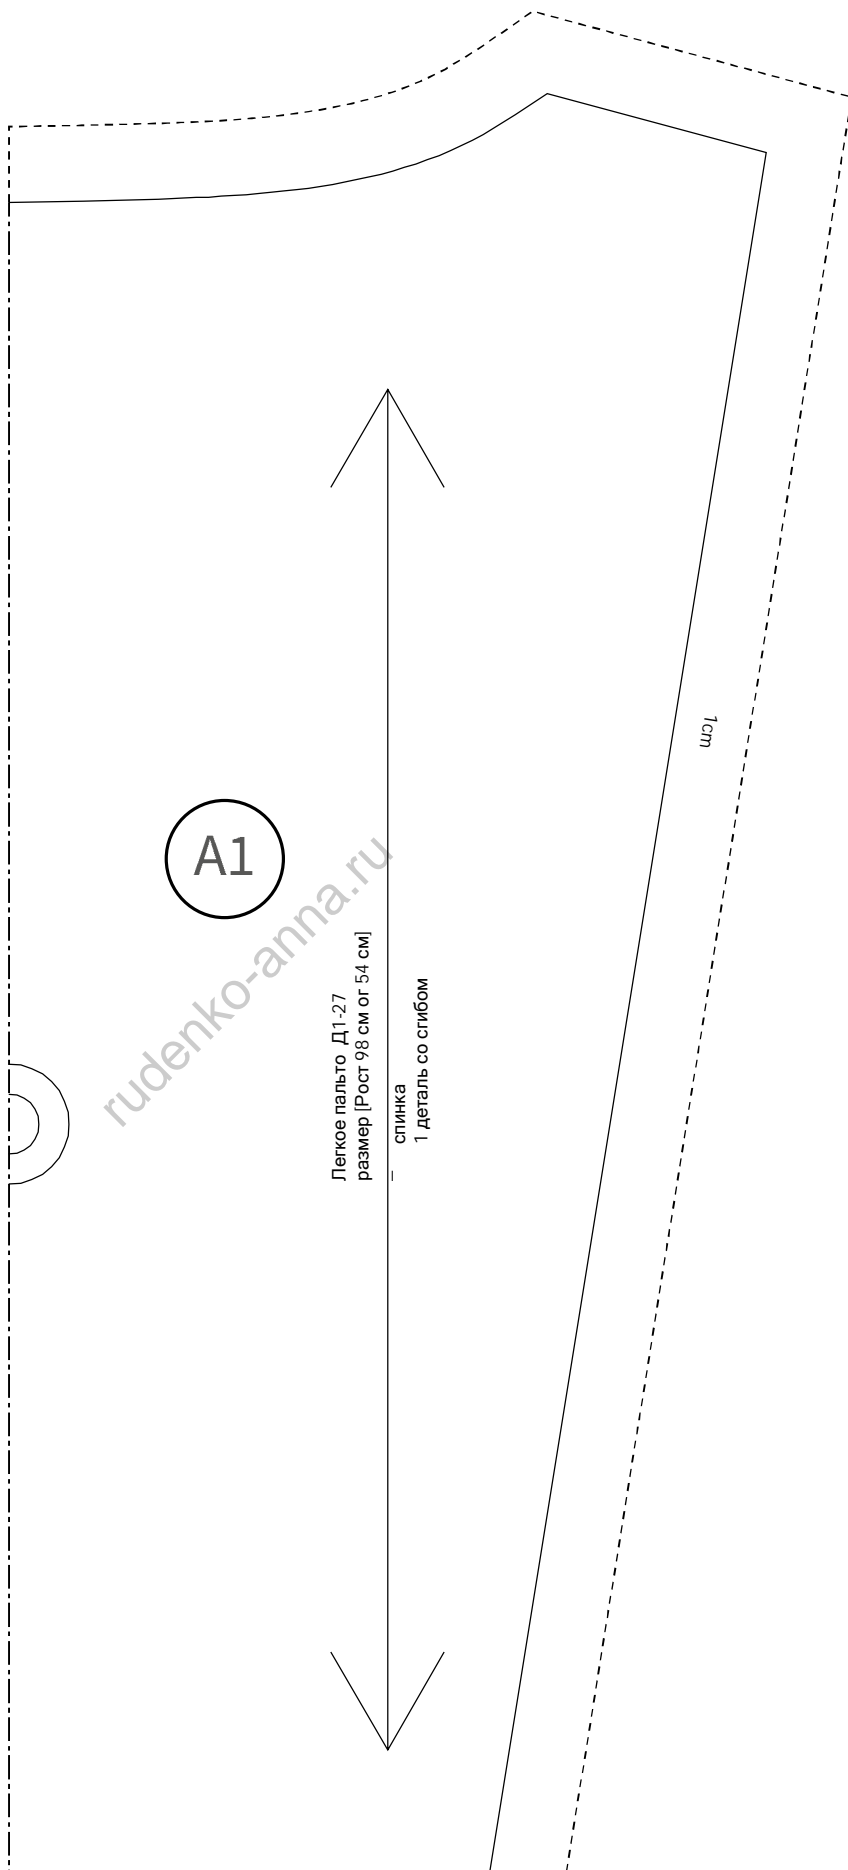 1cm
A1
rudenko-anna.ru
Легкое пальто Д1-27
размер [Рост 98 см ог 54 см]
– спинка
1 деталь со сгибом